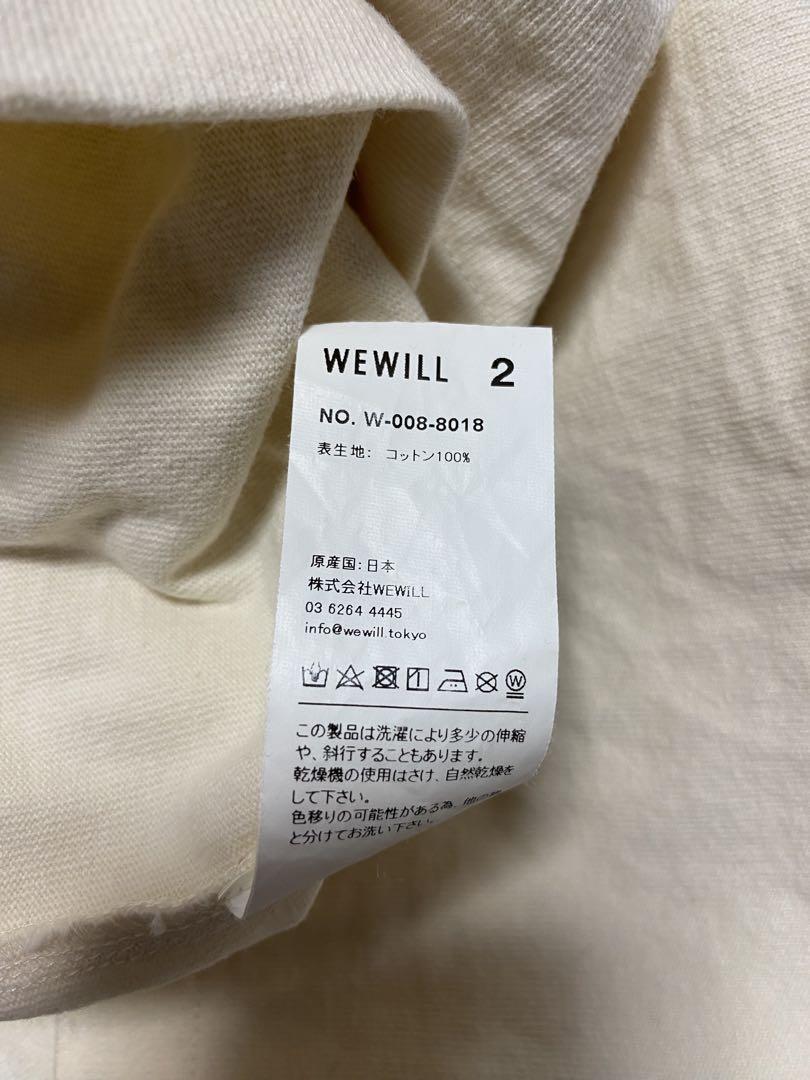 WEWILL 2
NO. W-008-8018
表生地: コットン100%
原産国:日本
株式会社WEWILL
03 6264 4445
info@wewill.tokyo
W
この製品は洗濯により多少の伸縮
や、斜行することもあります。
乾燥機の使用はさけ、自然乾燥を
して下さい。
色移りの可能性がある為、他の
と分けてお洗い下さい。